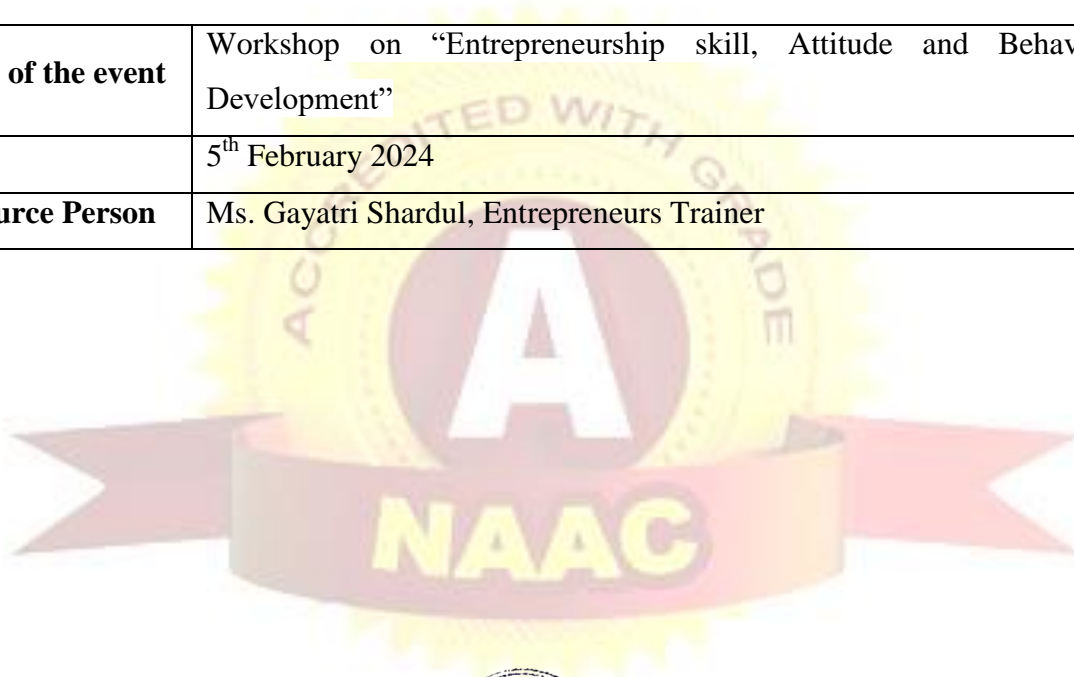 of the event
Workshop on “Entrepreneurship skill, Attitude and Behav
Development”
5th February 2024
urce Person
Ms. Gayatri Shardul, Entrepreneurs Trainer
ACCREDITED WITH GRADE
A
NAAC